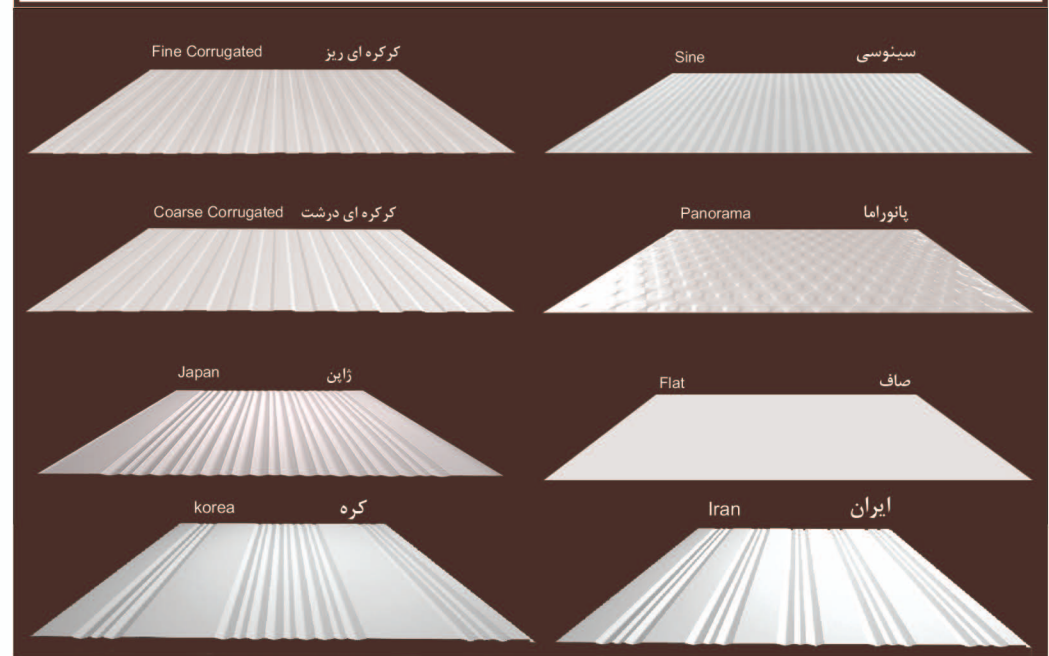 Fine Corrugated کرکره ای ریز
Sine سینوسی
Coarse Corrugated کرکره ای درشت
Panorama پانوراما
Japan ژاپن
Flat صاف
korea کره
Iran ایران